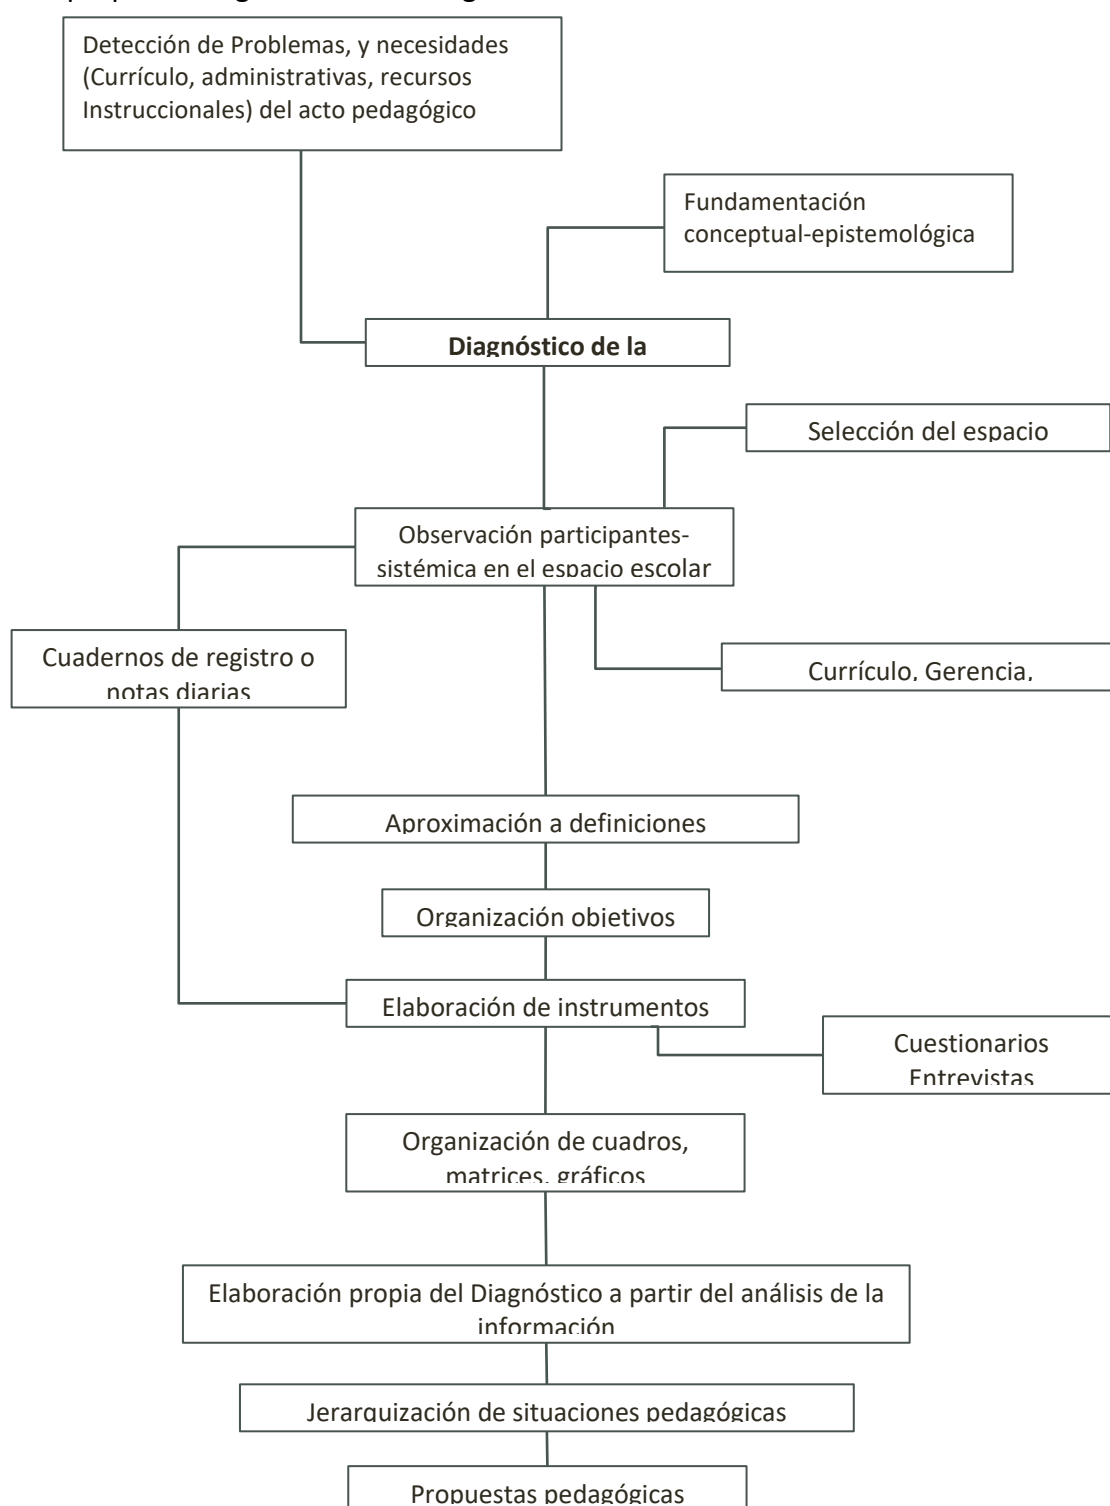 Detección de Problemas, y necesidades
(Currículo, administrativas, recursos
Instruccionales) del acto pedagógico
Fundamentación
conceptual-epistemológica
Diagnóstico de la
Selección del espacio
Observación participantes-
sistémica en el espacio escolar
Cuadernos de registro o
notas diarias
Currículo, Gerencia,
Aproximación a definiciones
Organización objetivos
Elaboración de instrumentos
Cuestionarios
Entrevistas
Organización de cuadros,
matrices, gráficos
Elaboración propia del Diagnóstico a partir del análisis de la
información
Jerarquización de situaciones pedagógicas
Propuestas pedagógicas